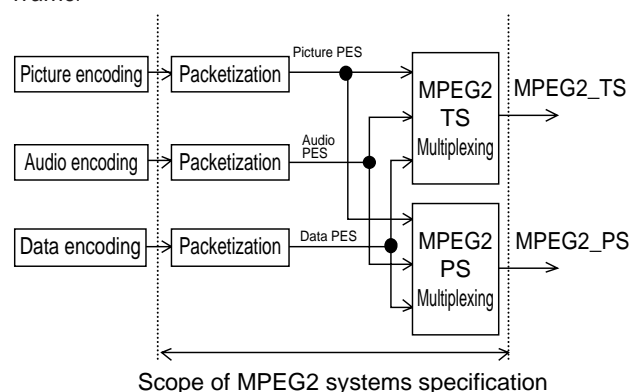 Picture encoding
Packetization
Picture PES
MPEG2
TS
Multiplexing
MPEG2_TS
Audio encoding
Packetization
Audio
PES
Data encoding
Packetization
Data PES
MPEG2
PS
Multiplexing
MPEG2_PS
Scope of MPEG2 systems specification